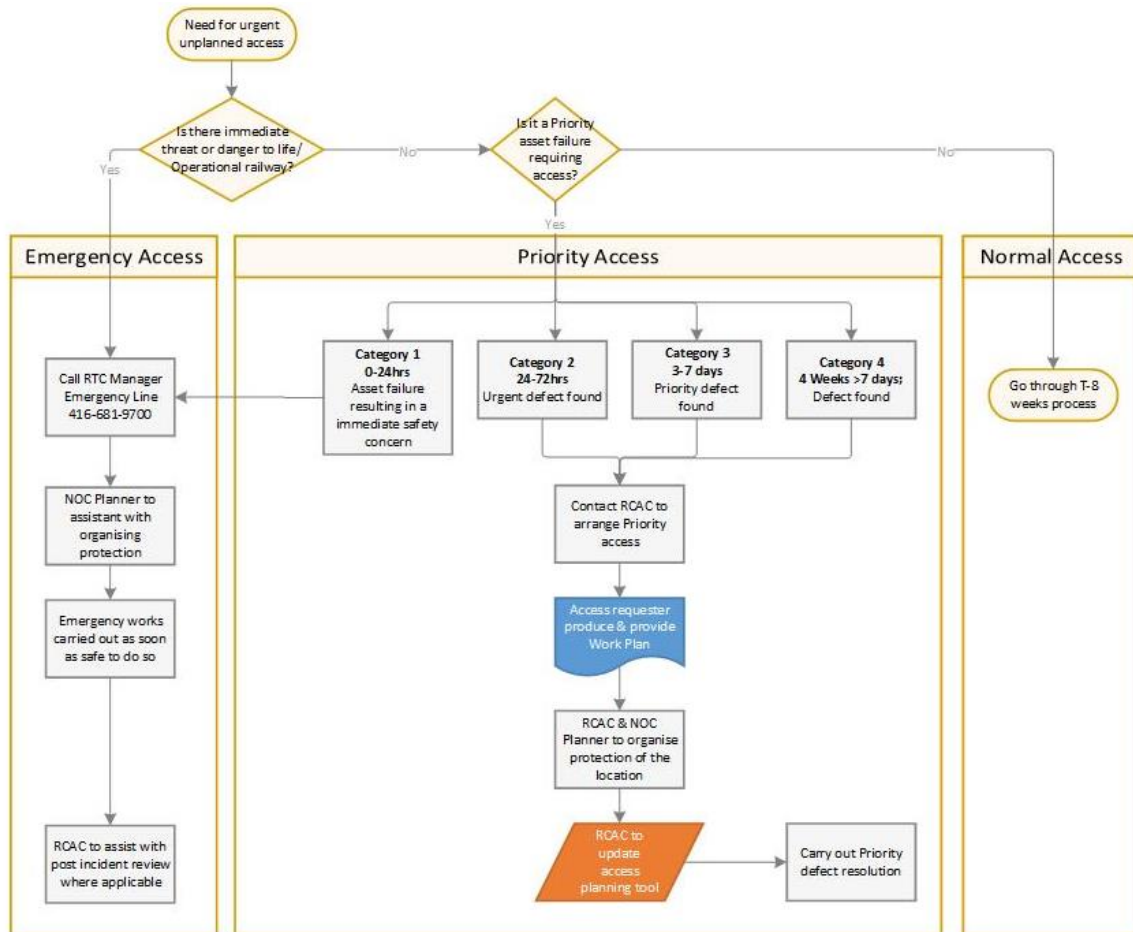 Need for urgent
unplanned access
Is there immediate
threat or danger to life/
Operational railway?
Yes
No
Is it a Priority
asset failure
requiring
access?
No
Yes
Emergency Access
Priority Access
Normal Access
Call RTC Manager
Emergency Line
416-681-9700
Category 1
0-24hrs
Asset failure
resulting in a
immediate safety
concern
Category 2
24-72hrs
Urgent defect found
Category 3
3-7 days
Priority defect
found
Category 4
4 Weeks >7 days;
Defect found
Go through T-8
weeks process
NOC Planner to
assistant with
organising
protection
Contact RCAC to
arrange Priority
access
Emergency works
carried out as soon
as safe to do so
Access requester
produce & provide
Work Plan
RCAC & NOC
Planner to organise
protection of the
location
RCAC to assist with
post incident review
where applicable
RCAC to
update
access
planning tool
Carry out Priority
defect resolution